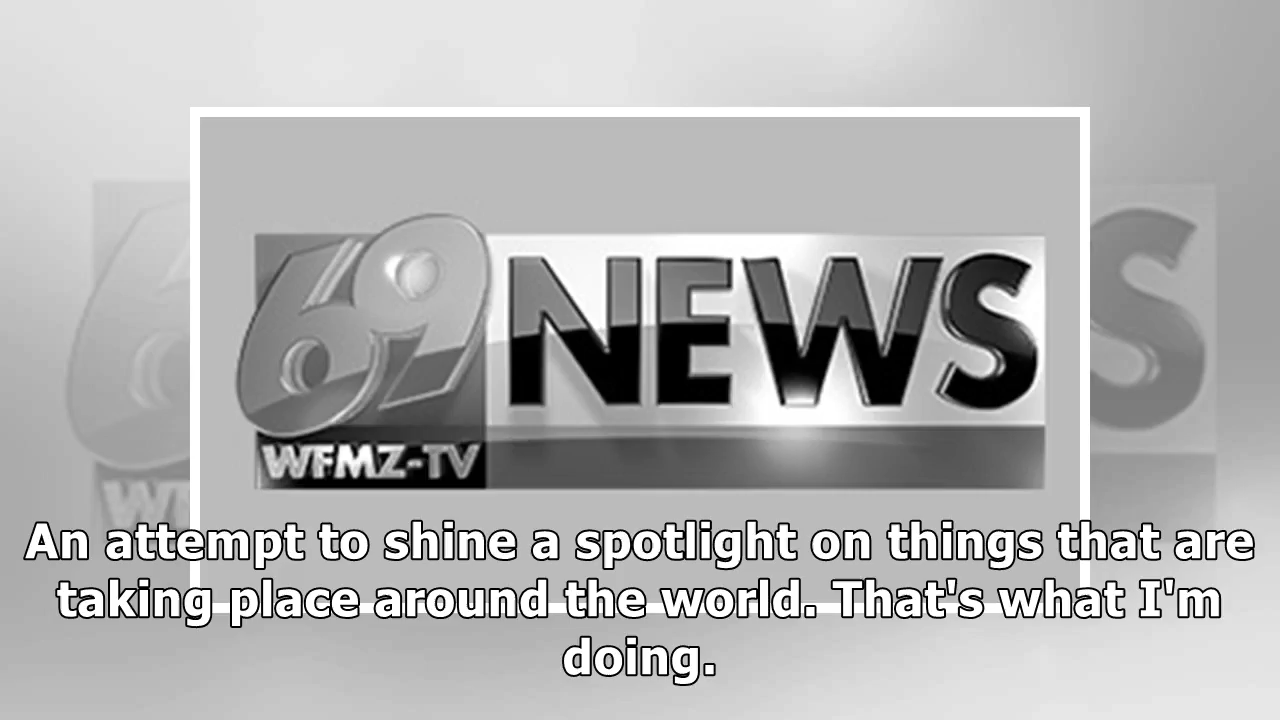 69 NEWS
WFMZ-TV
An attempt to shine a spotlight on things that are
taking place around the world. That's what I'm
doing.